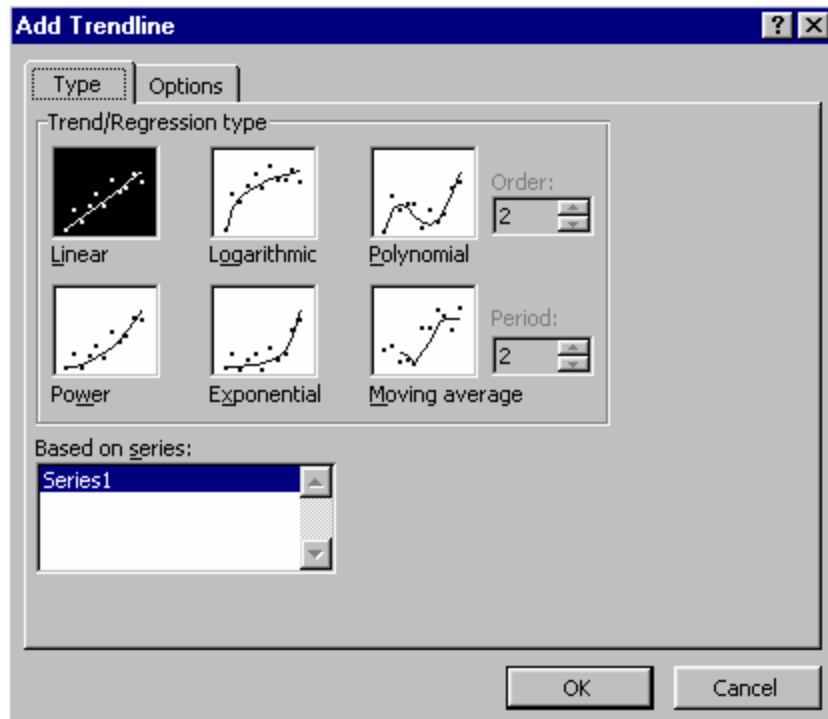 Add Trendline
Type Options
Trend/Regression type
Order:
2
Linear Logarithmic Polynomial
Period:
2
Power Exponential Moving average
Based on series:
Series1
OK Cancel